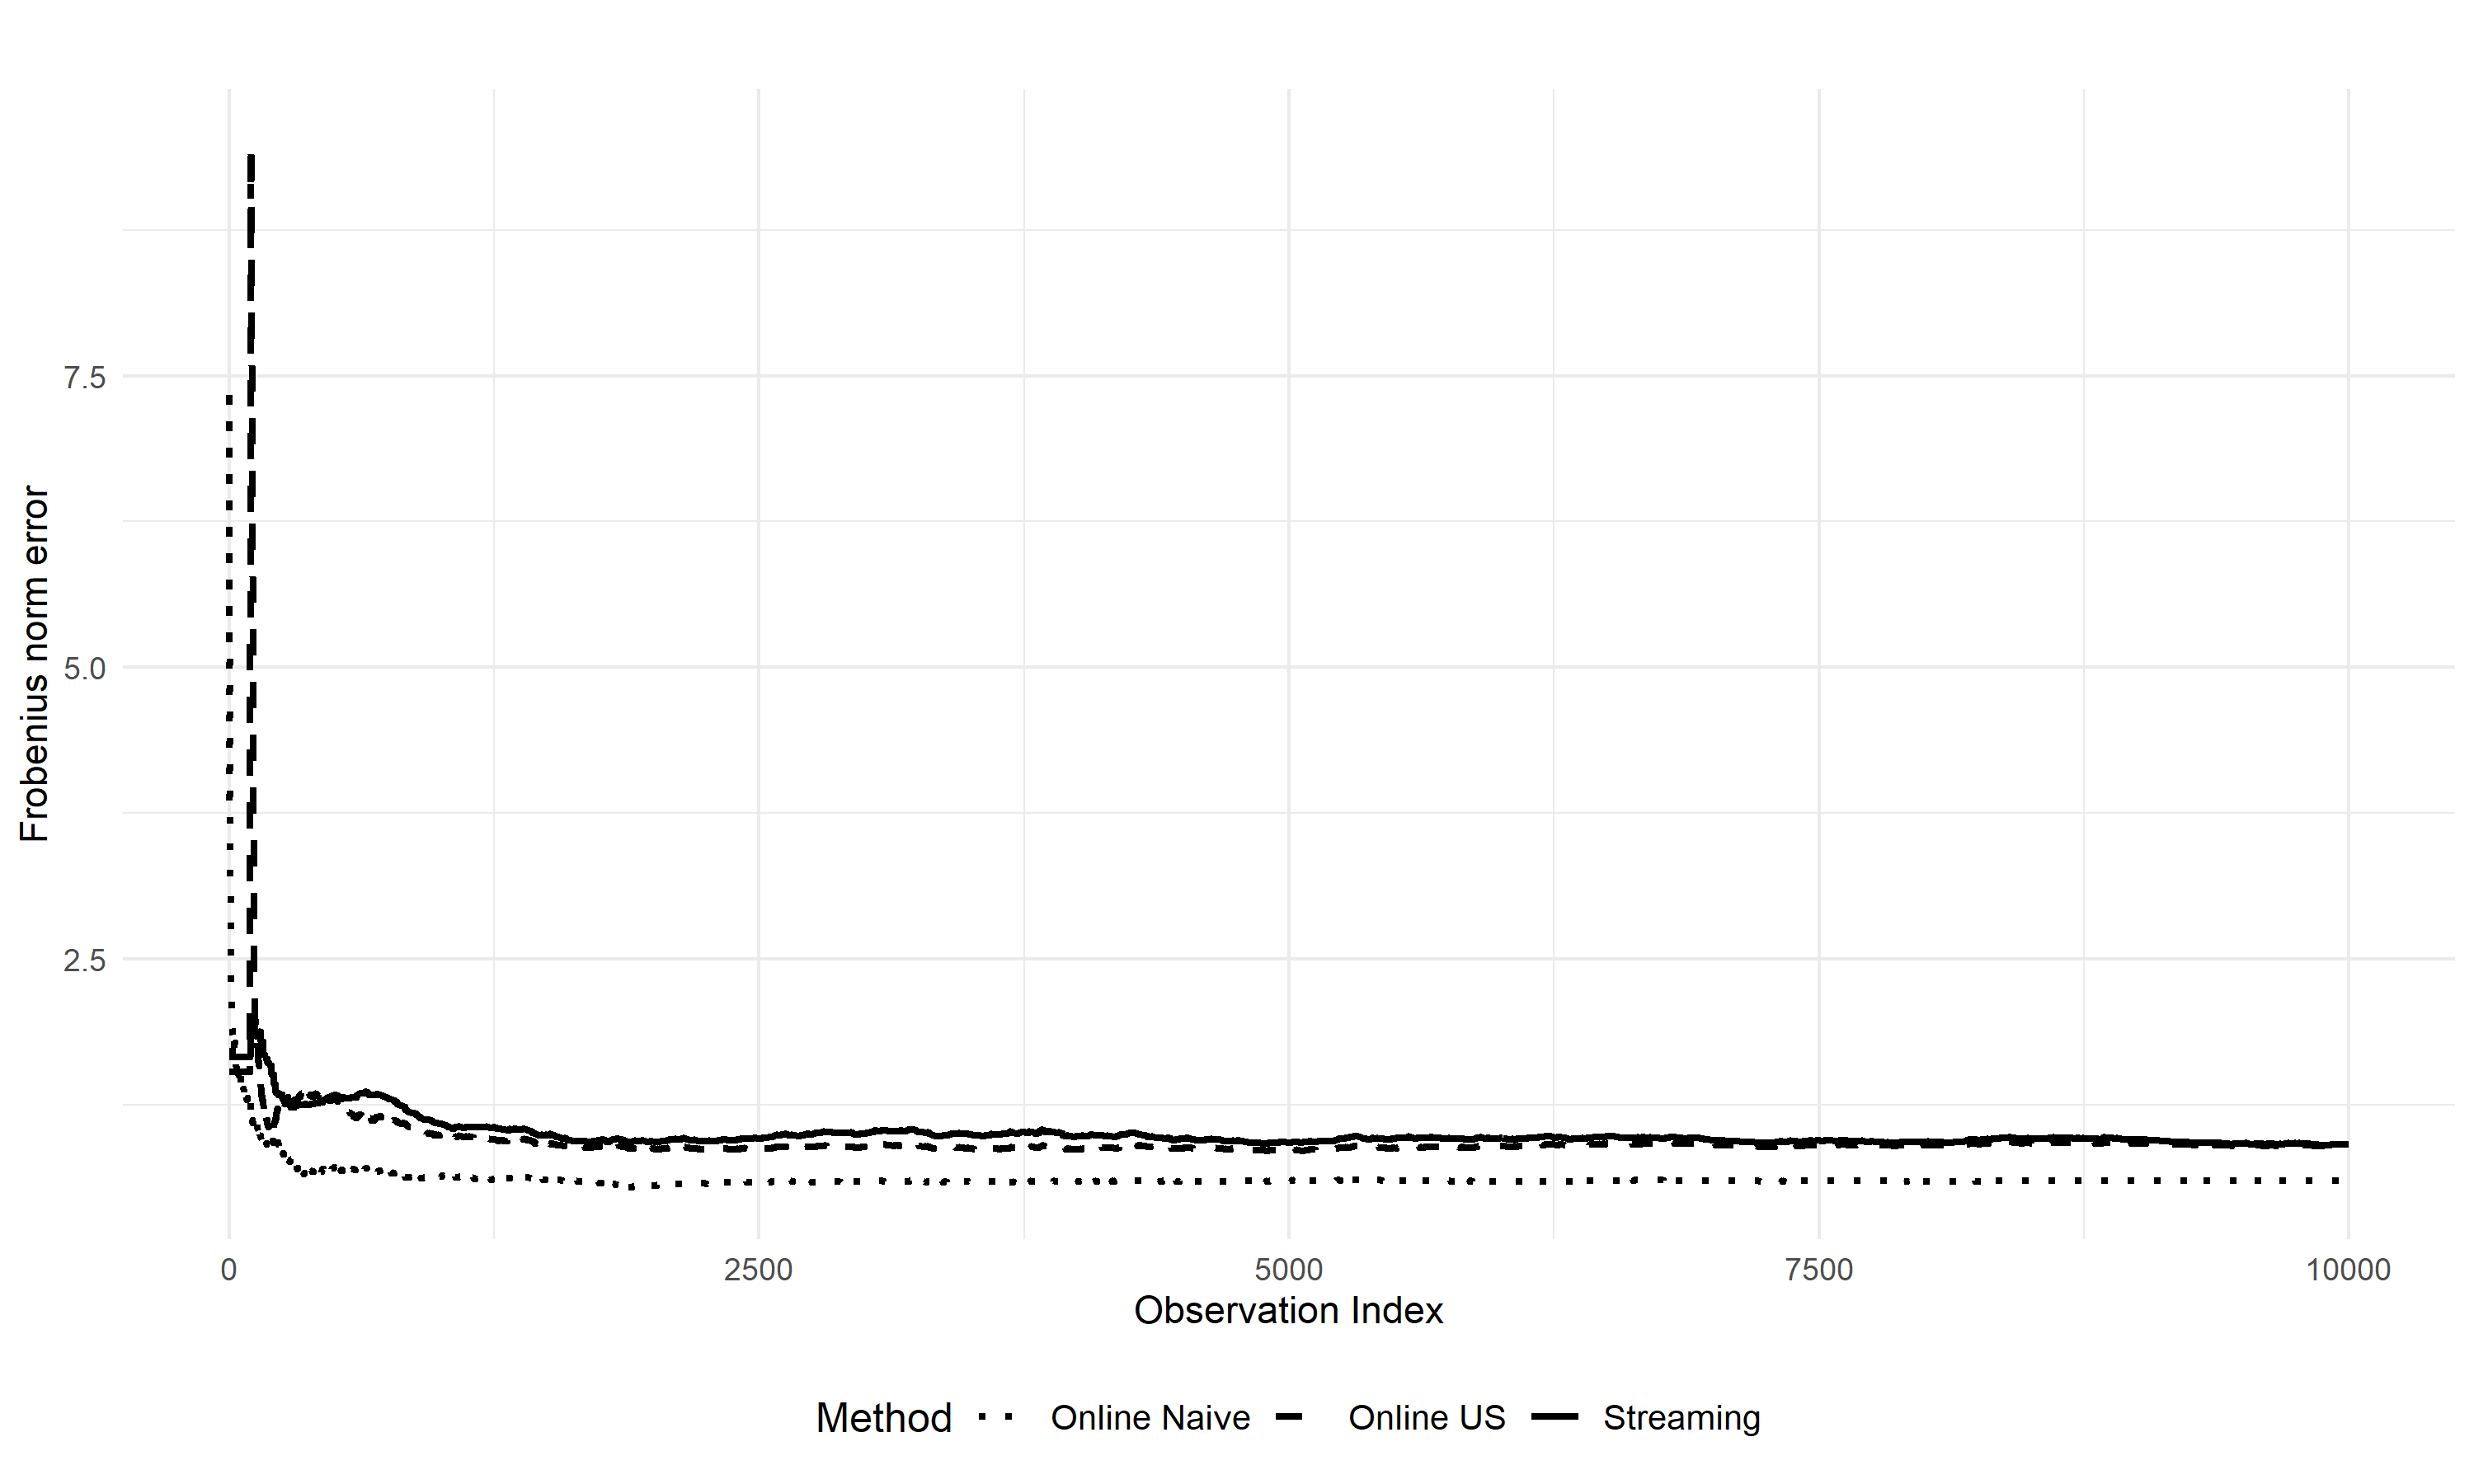 Frobenius norm error
7.5
5.0
2.5
0 2500 5000 7500 10000
Observation Index
Method Online Naive Online US Streaming